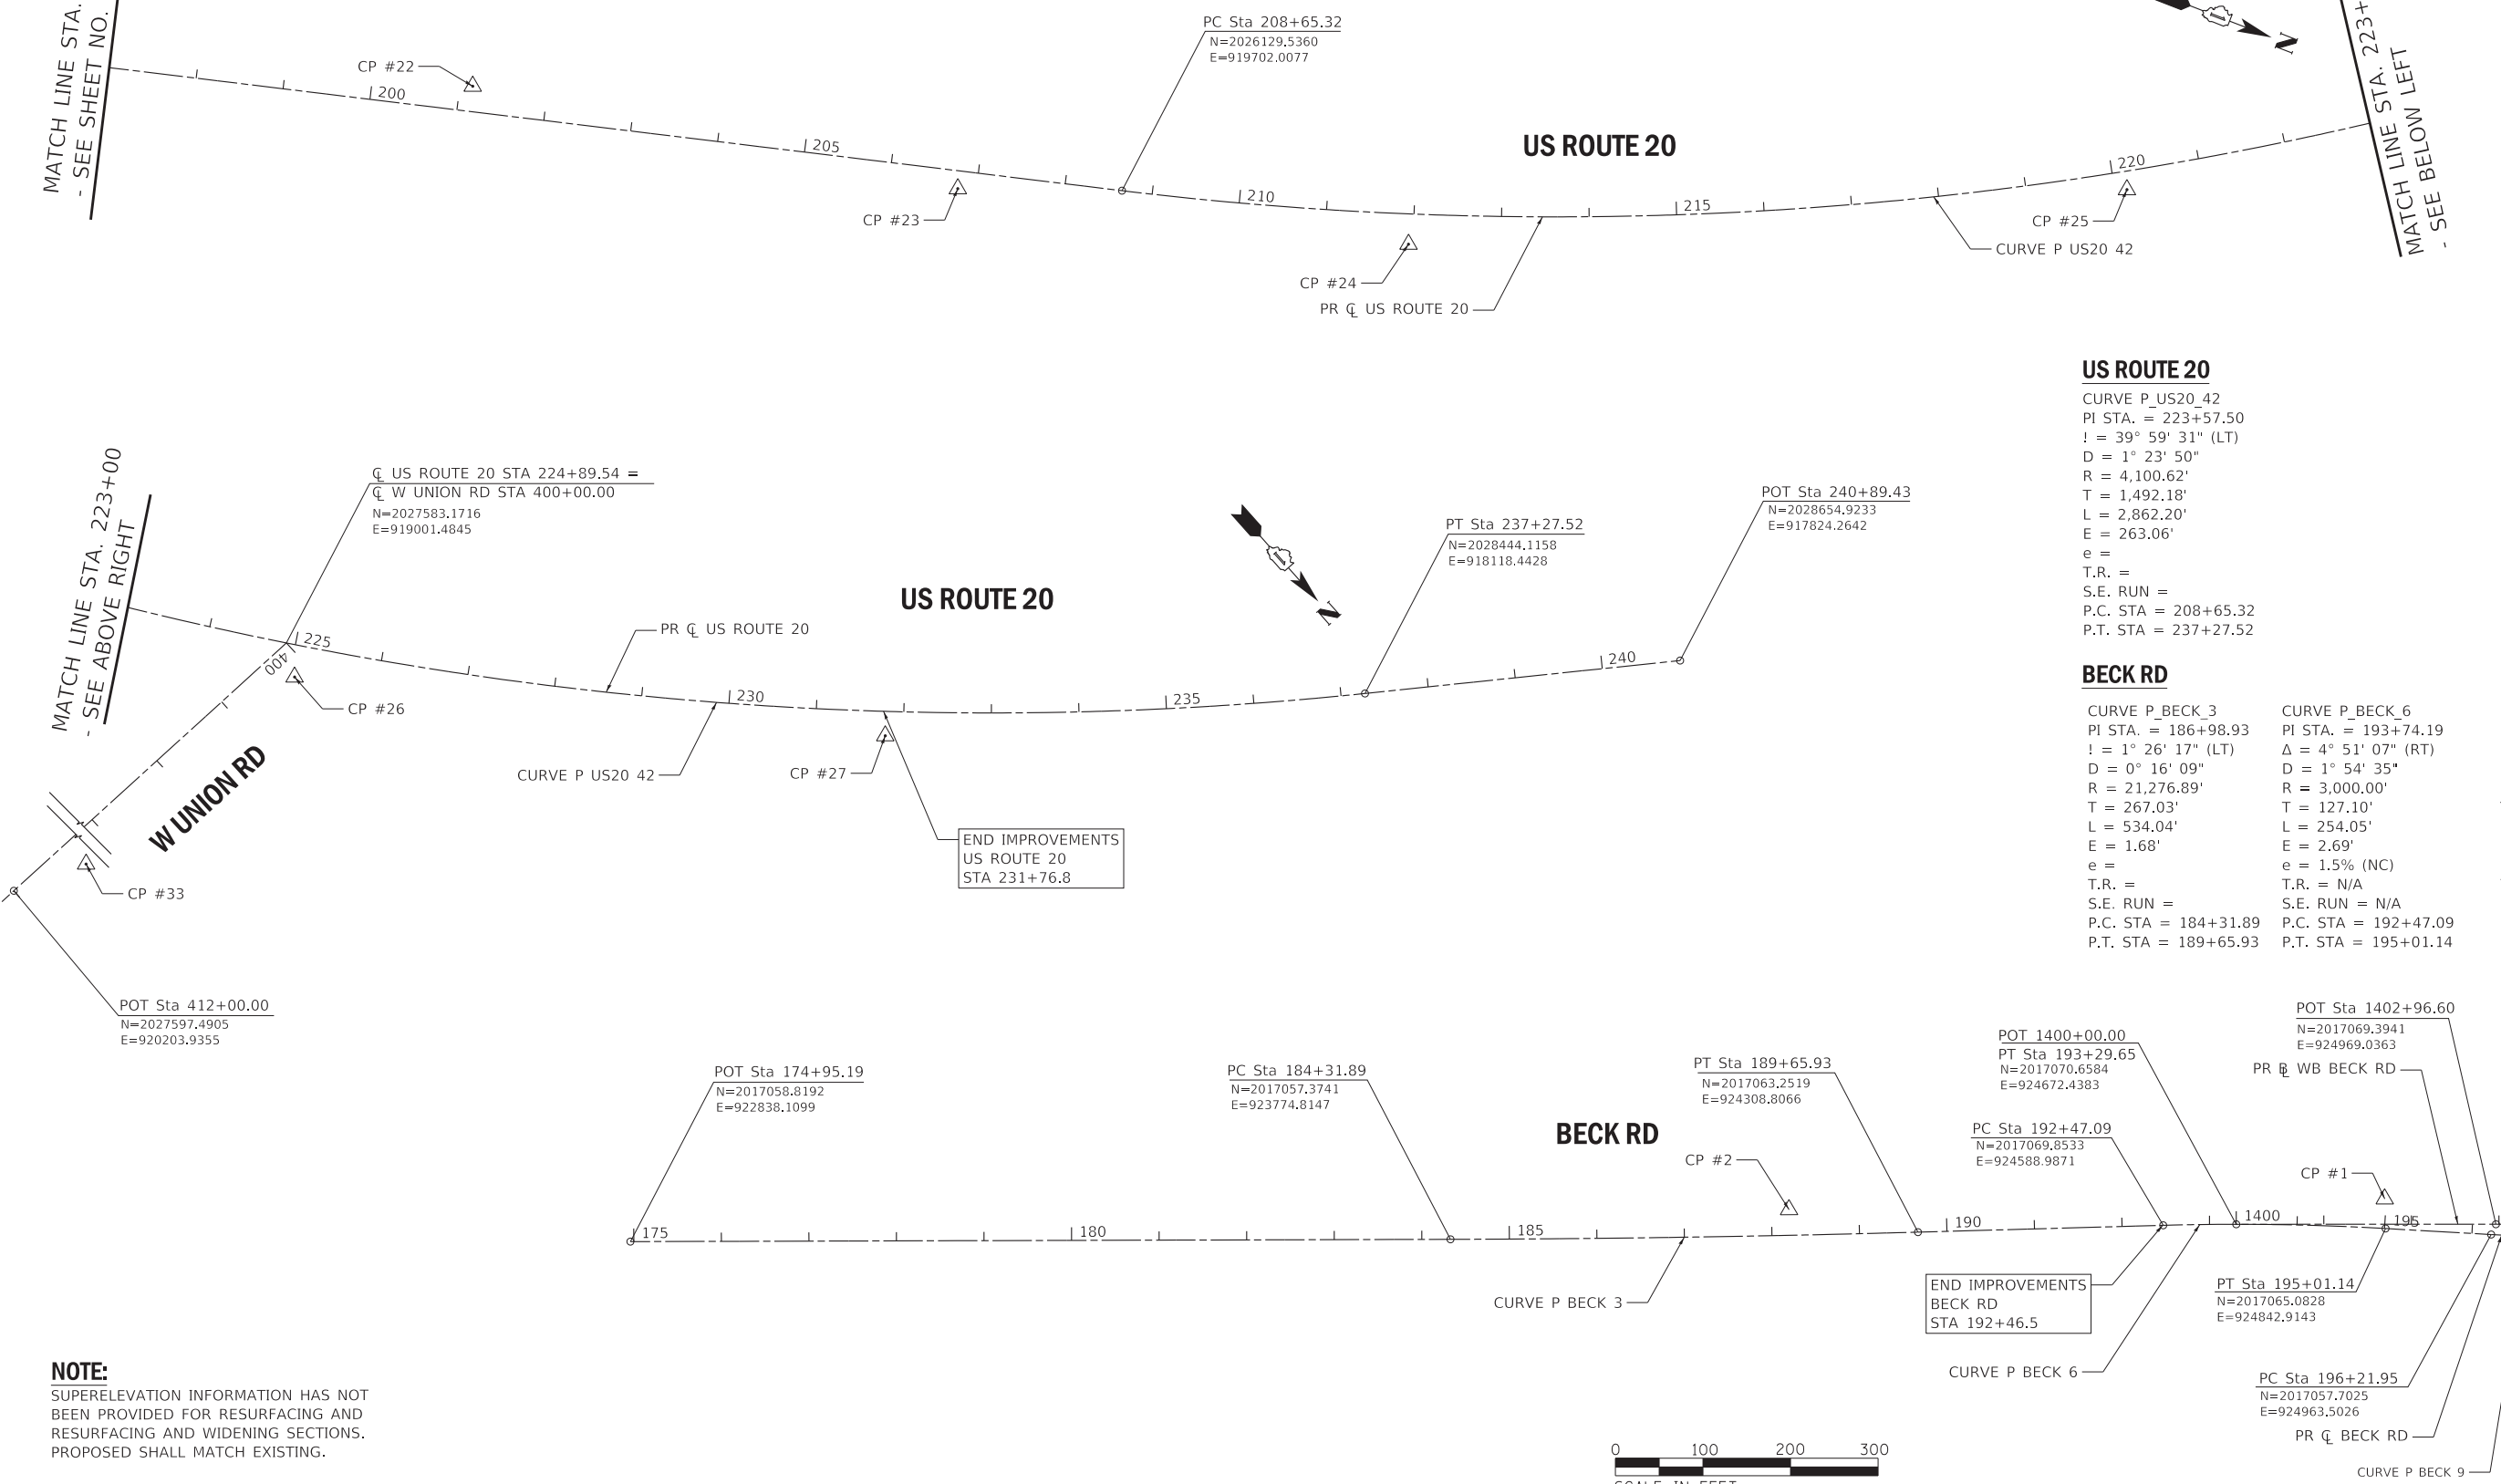 MATCH LINE STA.
- SEE SHEET NO.
CP #22
200
205
CP #23
PC Sta 208+65.32
N=2026129.5360
E=919702.0077
210
CP #24
PR ℄ US ROUTE 20
US ROUTE 20
215
220
CP #25
CURVE P US20 42
N
MATCH LINE STA. 223+
- SEE BELOW LEFT
MATCH LINE STA. 223+00
- SEE ABOVE RIGHT
℄ US ROUTE 20 STA 224+89.54 =
℄ W UNION RD STA 400+00.00
N=2027583.1716
E=919001.4845
225
400
CP #26
W UNION RD
CP #33
POT Sta 412+00.00
N=2027597.4905
E=920203.9355
PR ℄ US ROUTE 20
US ROUTE 20
230
CURVE P US20 42
CP #27
END IMPROVEMENTS
US ROUTE 20
STA 231+76.8
N
235
PT Sta 237+27.52
N=2028444.1158
E=918118.4428
240
POT Sta 240+89.43
N=2028654.9233
E=917824.2642
US ROUTE 20
CURVE P_US20_42
PI STA. = 223+57.50
! = 39° 59' 31" (LT)
D = 1° 23' 50"
R = 4,100.62'
T = 1,492.18'
L = 2,862.20'
E = 263.06'
e =
T.R. =
S.E. RUN =
P.C. STA = 208+65.32
P.T. STA = 237+27.52
BECK RD
CURVE P_BECK_3
PI STA. = 186+98.93
! = 1° 26' 17" (LT)
D = 0° 16' 09"
R = 21,276.89'
T = 267.03'
L = 534.04'
E = 1.68'
e =
T.R. =
S.E. RUN =
P.C. STA = 184+31.89
P.T. STA = 189+65.93
CURVE P_BECK_6
PI STA. = 193+74.19
Δ = 4° 51' 07" (RT)
D = 1° 54' 35"
R = 3,000.00'
T = 127.10'
L = 254.05'
E = 2.69'
e = 1.5% (NC)
T.R. = N/A
S.E. RUN = N/A
P.C. STA = 192+47.09
P.T. STA = 195+01.14
POT Sta 174+95.19
N=2017058.8192
E=922838.1099
175
180
PC Sta 184+31.89
N=2017057.3741
E=923774.8147
185
BECK RD
CURVE P BECK 3
CP #2
PT Sta 189+65.93
N=2017063.2519
E=924308.8066
190
PC Sta 192+47.09
N=2017069.8533
E=924588.9871
POT 1400+00.00
PT Sta 193+29.65
N=2017070.6584
E=924672.4383
1400
END IMPROVEMENTS
BECK RD
STA 192+46.5
CURVE P BECK 6
POT Sta 1402+96.60
N=2017069.3941
E=924969.0363
PR B̵L WB BECK RD
CP #1
195
PT Sta 195+01.14
N=2017065.0828
E=924842.9143
PC Sta 196+21.95
N=2017057.7025
E=924963.5026
PR ℄ BECK RD
CURVE P BECK 9
NOTE:
SUPERELEVATION INFORMATION HAS NOT
BEEN PROVIDED FOR RESURFACING AND
RESURFACING AND WIDENING SECTIONS.
PROPOSED SHALL MATCH EXISTING.
0 100 200 300
SCALE IN FEET